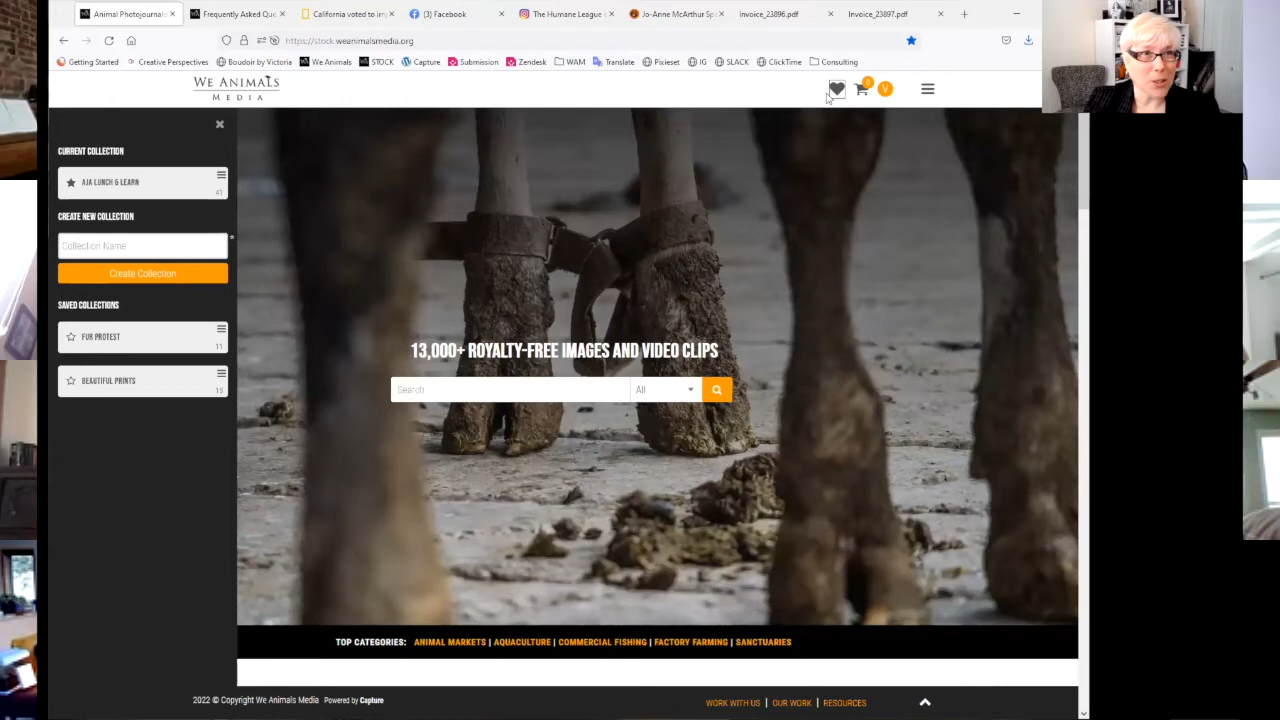 Animal Photojournalis
Frequently Asked Que
California voted to im
(3) Facebook
The Humane League
Jo-Anne McArthur Sp
Invoice_23896.pdf
Invoice_23897.pdf
https://stock.weanimalsmedia.org
Getting Started
Creative Perspectives
Boudoir by Victoria
We Animals
STOCK
Capture
Submission
Zendesk
WAM
Translate
Pixieset
IG
SLACK
ClickTime
Consulting
WE ANIMALS
MEDIA
0
V
CURRENT COLLECTION
AJA LUNCH & LEARN
41
CREATE NEW COLLECTION
Collection Name
*
Create Collection
SAVED COLLECTIONS
FUR PROTEST
11
BEAUTIFUL PRINTS
15
13,000+ ROYALTY-FREE IMAGES AND VIDEO CLIPS
Search
All
TOP CATEGORIES: ANIMAL MARKETS | AQUACULTURE | COMMERCIAL FISHING | FACTORY FARMING | SANCTUARIES
2022 © Copyright We Animals Media Powered by Capture
WORK WITH US | OUR WORK | RESOURCES